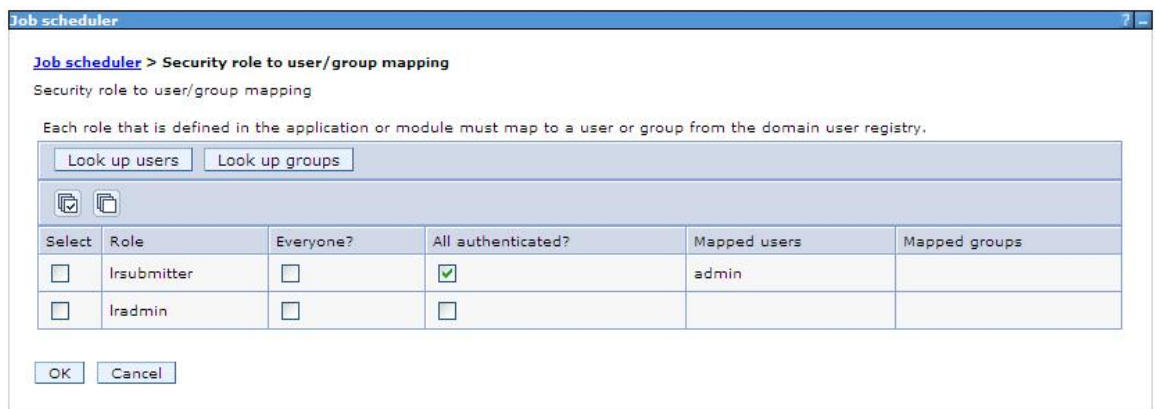 Job scheduler ? –
Job scheduler > Security role to user/group mapping
Security role to user/group mapping
Each role that is defined in the application or module must map to a user or group from the domain user registry.
Look up users Look up groups
Select Role Everyone? All authenticated? Mapped users Mapped groups
lrsubmitter admin
lradmin
OK Cancel